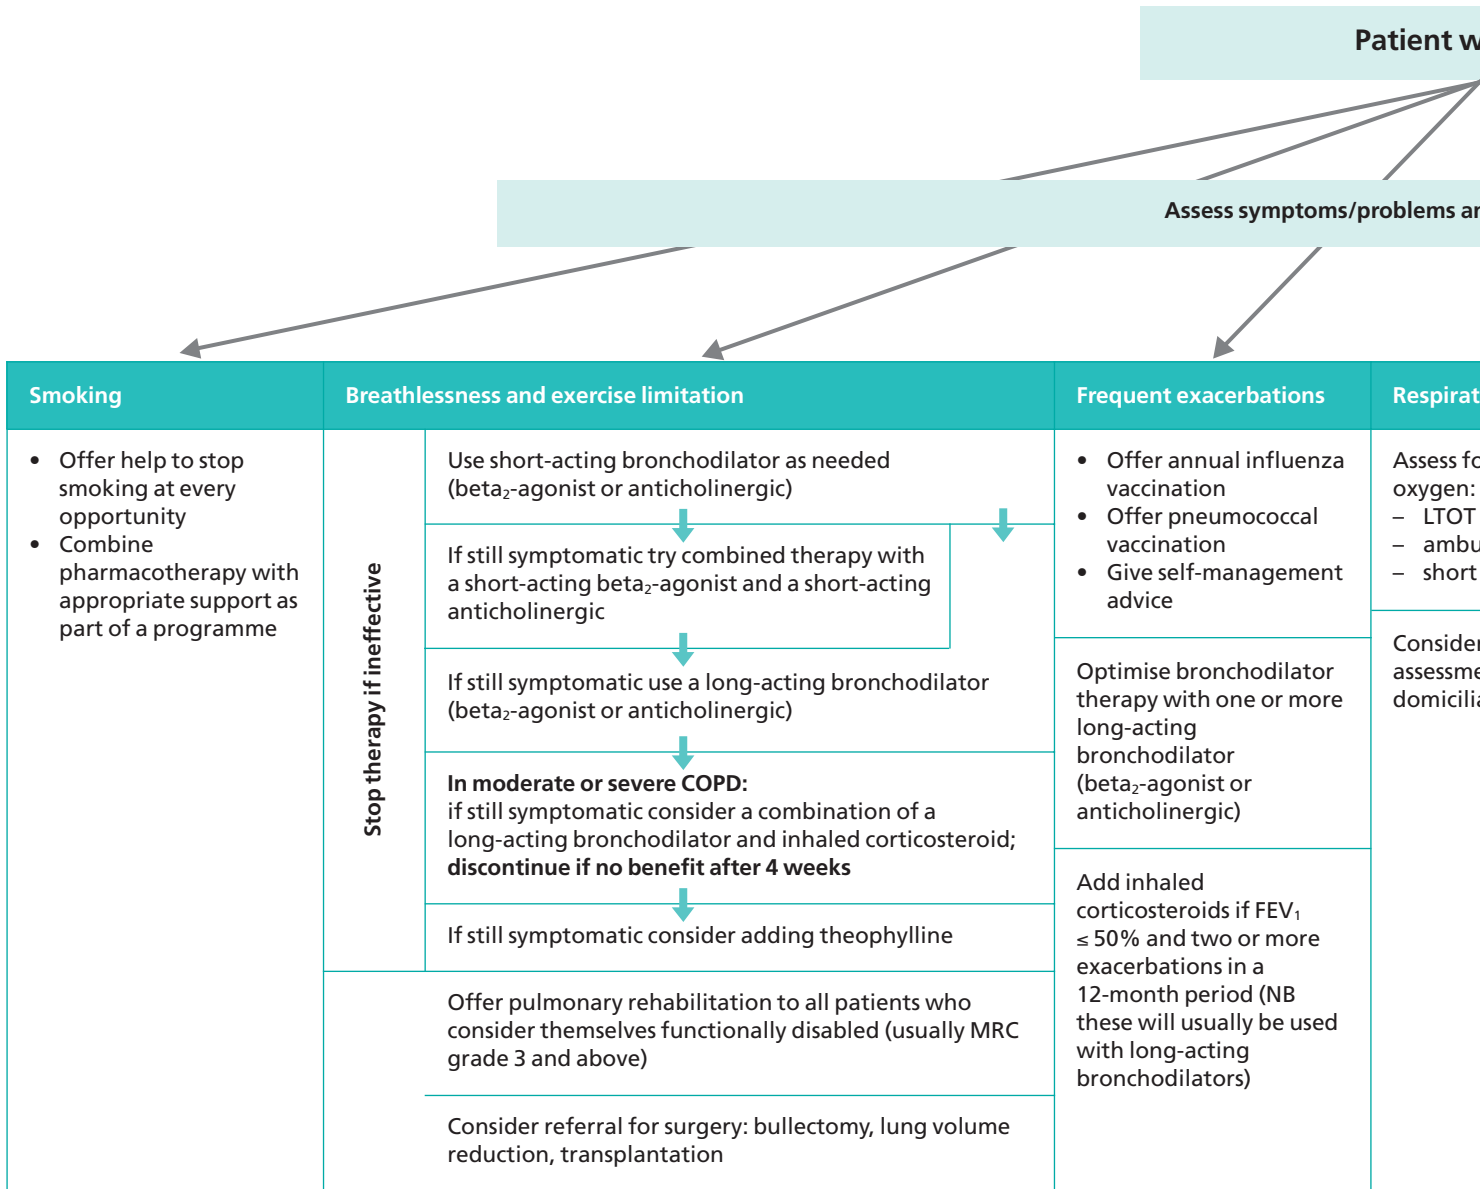 Patient
Assess symptoms/problems
Smoking
• Offer help to stop
smoking at every
opportunity
• Combine
pharmacotherapy with
appropriate support as
part of a programme
Breathlessness and exercise limitation
Stop therapy if ineffective
Use short-acting bronchodilator as needed
(beta₂-agonist or anticholinergic)
If still symptomatic try combined therapy with
a short-acting beta₂-agonist and a short-acting
anticholinergic
If still symptomatic use a long-acting bronchodilator
(beta₂-agonist or anticholinergic)
In moderate or severe COPD:
if still symptomatic consider a combination of a
long-acting bronchodilator and inhaled corticosteroid;
discontinue if no benefit after 4 weeks
If still symptomatic consider adding theophylline
Offer pulmonary rehabilitation to all patients who
consider themselves functionally disabled (usually MRC
grade 3 and above)
Consider referral for surgery: bullectomy, lung volume
reduction, transplantation
Frequent exacerbations
• Offer annual influenza
vaccination
• Offer pneumococcal
vaccination
• Give self-management
advice
Optimise bronchodilator
therapy with one or more
long-acting
bronchodilator
(beta₂-agonist or
anticholinergic)
Add inhaled
corticosteroids if FEV₁
≤ 50% and two or more
exacerbations in a
12-month period (NB
these will usually be used
with long-acting
bronchodilators)
Assess
oxygen:
– LTOT
–
– short